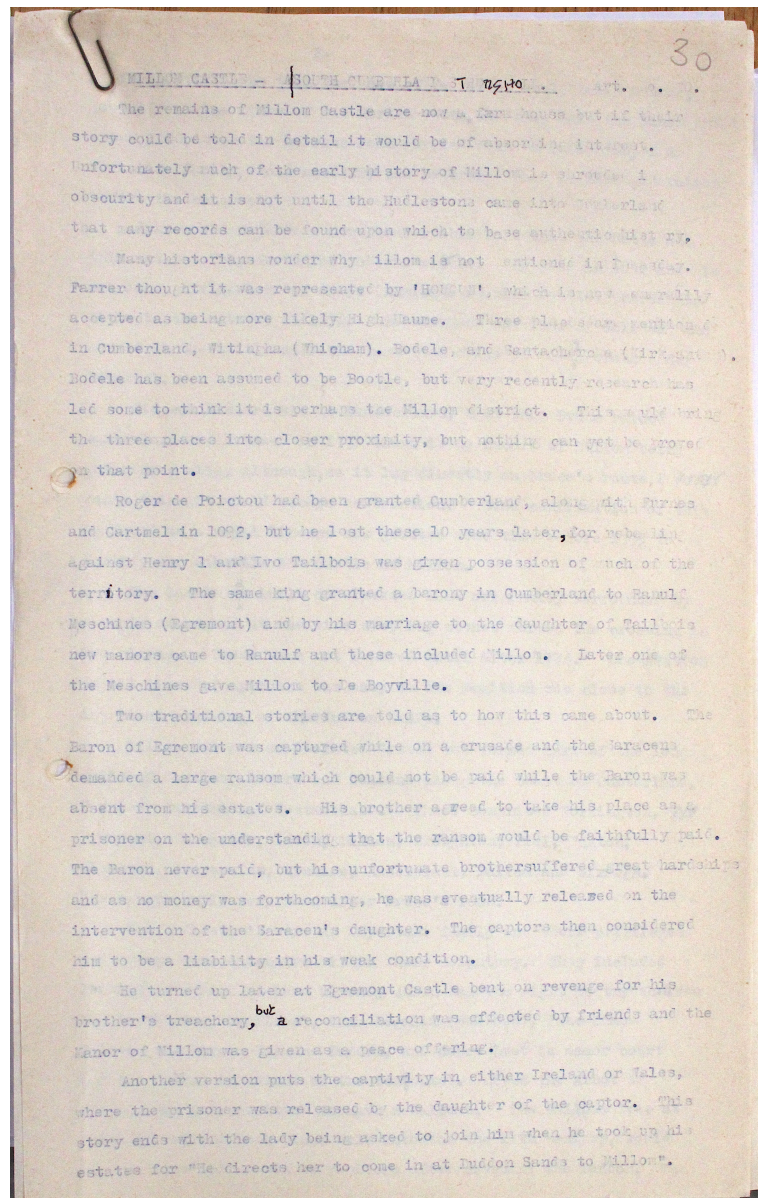 30
MILLOM CASTLE - A SOUTH CUMBERLAND
The remains of Millom Castle are now a farm house but if their
story could be told in detail it would be of absorbing interest.
Unfortunately much of the early history of Millom is shrouded i
obscurity and it is not until the Hudlestons came into Cumberland
that many records can be found upon which to base authentic history.
Many historians wonder why Millom is not mentioned in Domesday.
Farrer thought it was represented by 'HOUGUN', which is now generallly
accepted as being more likely High Haume. Three places are mentioned
in Cumberland, Witingha (Whicham). Bodele, and Santacherta (Kirksanton).
Bodele has been assumed to be Bootle, but very recently research has
led some to think it is perhaps the Millom district. This would bring
the three places into closer proximity, but nothing can yet be proved
on that point.
Roger de Poictou had been granted Cumberland, along with Furnes
and Cartmel in 1092, but he lost these 10 years later, for rebelling
against Henry 1 and Ivo Tailbois was given possession of much of the
territory. The same king granted a barony in Cumberland to Ranulf
Meschines (Egremont) and by his marriage to the daughter of Tailbois
new manors came to Ranulf and these included Millom. Later one of
the Meschines gave Millom to De Boyville.
Two traditional stories are told as to how this came about. The
Baron of Egremont was captured while on a crusade and the Saracens
demanded a large ransom which could not be paid while the Baron was
absent from his estates. His brother agreed to take his place as a
prisoner on the understanding that the ransom would be faithfully paid.
The Baron never paid, but his unfortunate brothersuffered great hardships
and as no money was forthcoming, he was eventually released on the
intervention of the Saracen's daughter. The captors then considered
him to be a liability in his weak condition.
He turned up later at Egremont Castle bent on revenge for his
brother's treachery, but a reconciliation was effected by friends and the
Manor of Millom was given as a peace offering.
Another version puts the captivity in either Ireland or Wales,
where the prisoner was released by the daughter of the captor. This
story ends with the lady being asked to join him when he took up his
estates for "He directs her to come in at Duddon Sands to Millom".